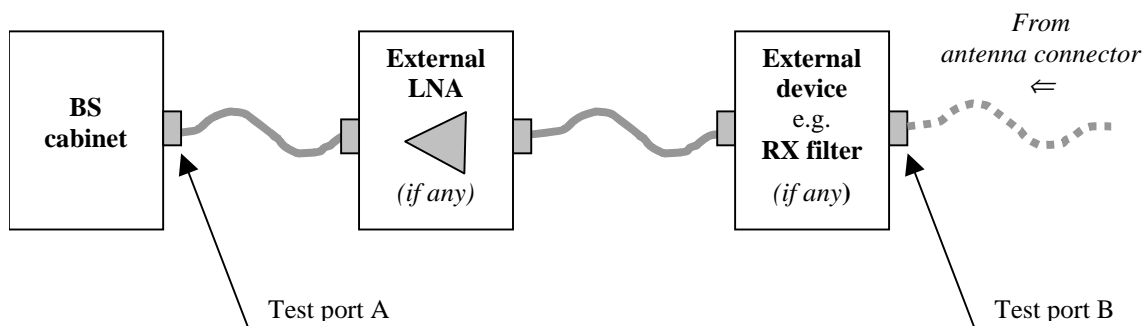 BS
cabinet
External
LNA
(if any)
External
device
e.g.
RX filter
(if any)
From
antenna connector
⇐
Test port A
Test port B